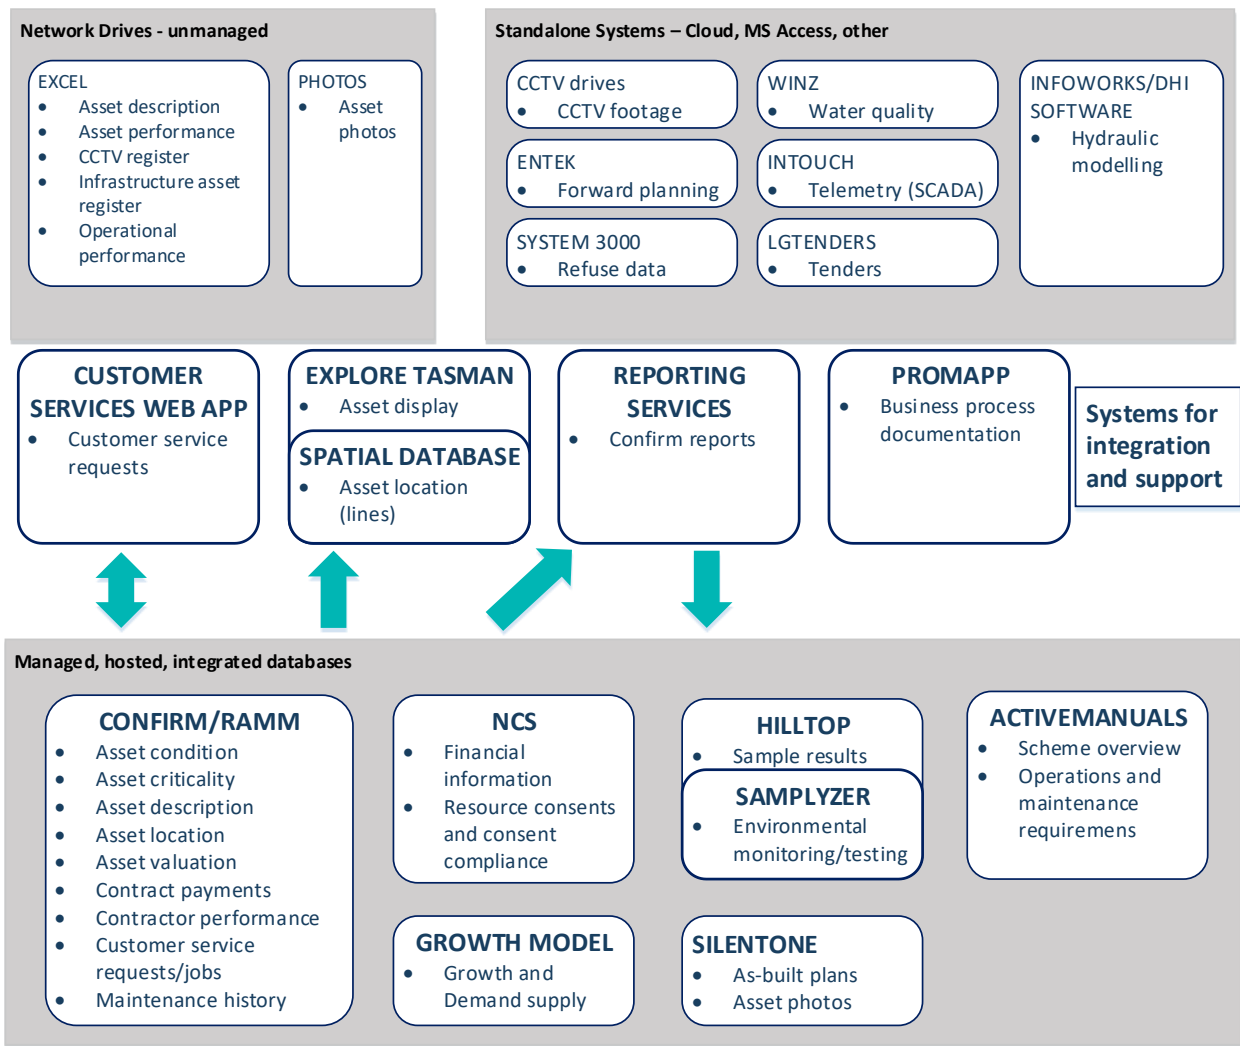 Network Drives - unmanaged
EXCEL
• Asset description
• Asset performance
• CCTV register
• Infrastructure asset
register
• Operational
performance
PHOTOS
• Asset
photos
Standalone Systems – Cloud, MS Access, other
CCTV drives
• CCTV footage
WINZ
• Water quality
INFOWORKS/DHI
SOFTWARE
• Hydraulic
modelling
ENTEK
• Forward planning
INTOUCH
• Telemetry (SCADA)
SYSTEM 3000
• Refuse data
LGTENDERS
• Tenders
CUSTOMER
SERVICES WEB APP
• Customer service
requests
EXPLORE TASMAN
• Asset display
SPATIAL DATABASE
• Asset location
(lines)
REPORTING
SERVICES
• Confirm reports
PROMAPP
• Business process
documentation
Systems for
integration
and support
Managed, hosted, integrated databases
CONFIRM/RAMM
• Asset condition
• Asset criticality
• Asset description
• Asset location
• Asset valuation
• Contract payments
• Contractor performance
• Customer service
requests/jobs
• Maintenance history
NCS
• Financial
information
• Resource consents
and consent
compliance
HILLTOP
• Sample results
SAMPLYZER
• Environmental
monitoring/testing
ACTIVEMANUALS
• Scheme overview
• Operations and
maintenance
requiremens
GROWTH MODEL
• Growth and
Demand supply
SILENTONE
• As-built plans
• Asset photos